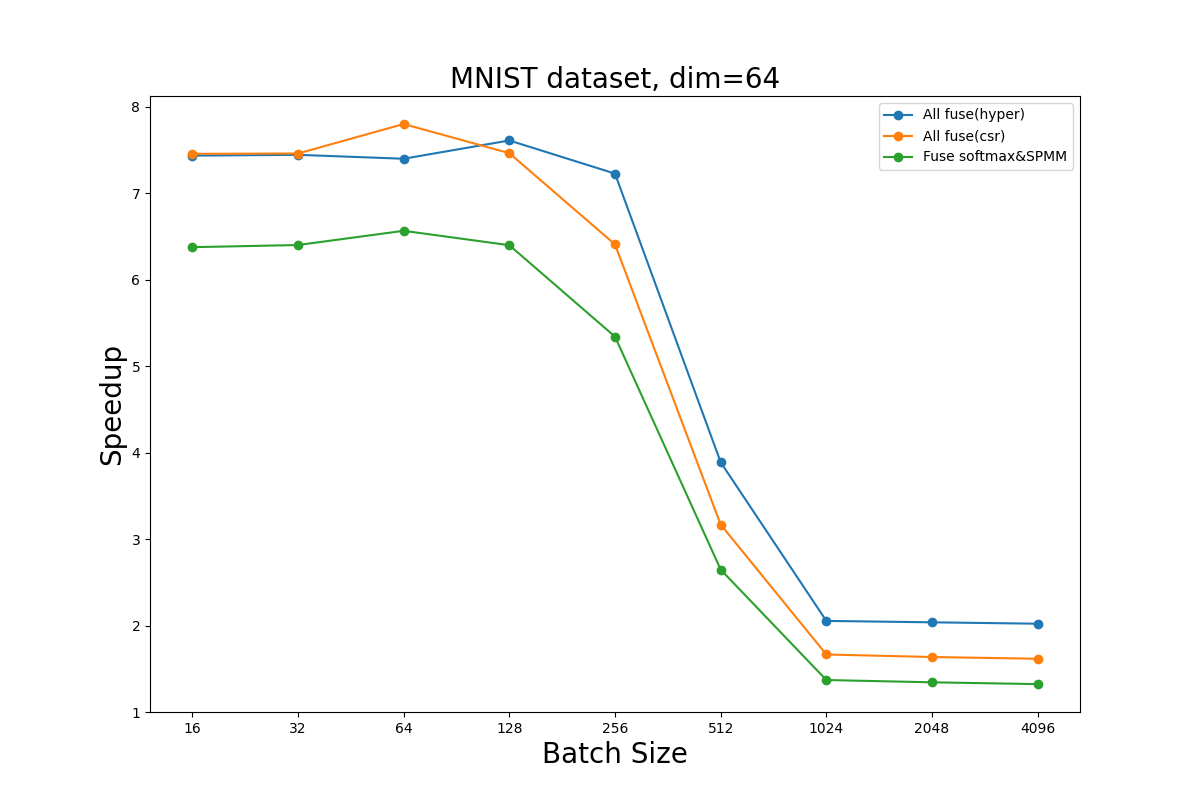 MNIST dataset, dim=64
All fuse(hyper)
All fuse(csr)
Fuse softmax&SPMM
Speedup
8
7
6
5
4
3
2
1
16 32 64 128 256 512 1024 2048 4096
Batch Size